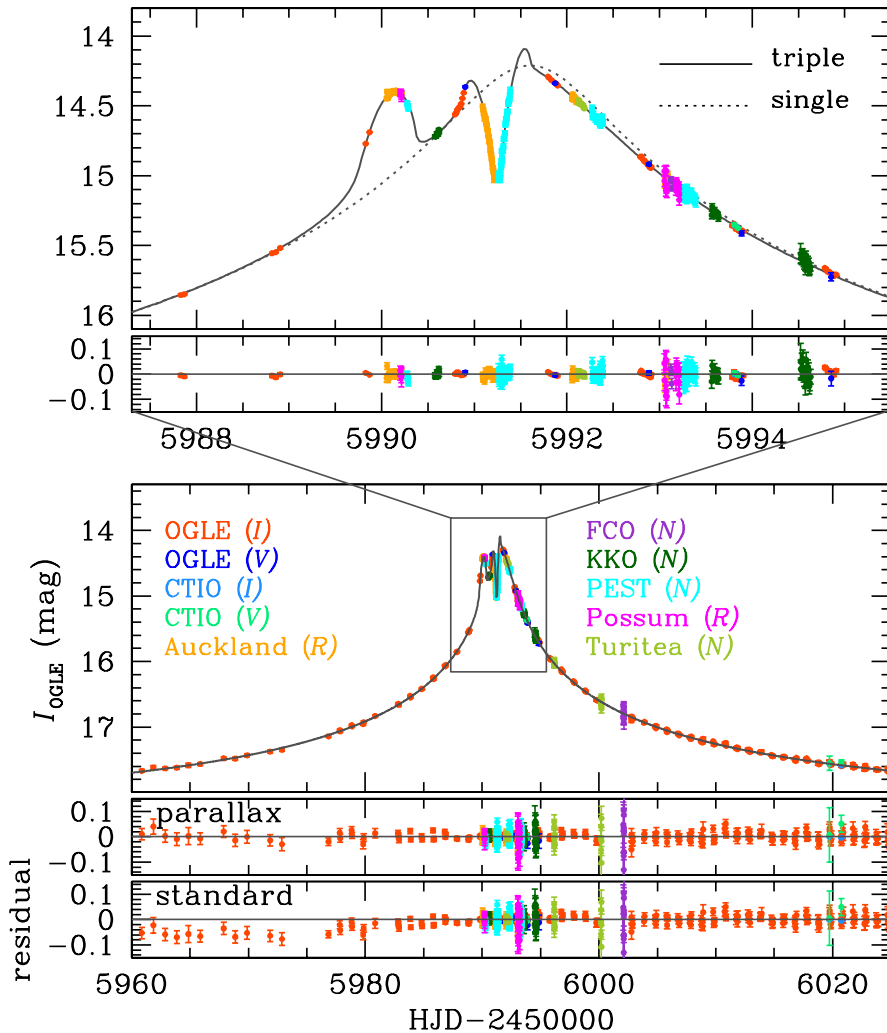 14
14.5
15
15.5
16
triple
single
0.1
0
−0.1
5988 5990 5992 5994
14
15
16
17
I_OGLE (mag)
OGLE (I)
OGLE (V)
CTIO (I)
CTIO (V)
Auckland (R)
FCO (N)
KKO (N)
PEST (N)
Possum (R)
Turitea (N)
0.1
0
−0.1
parallax
0.1
0
−0.1
standard
residual
5960 5980 6000 6020
HJD−2450000